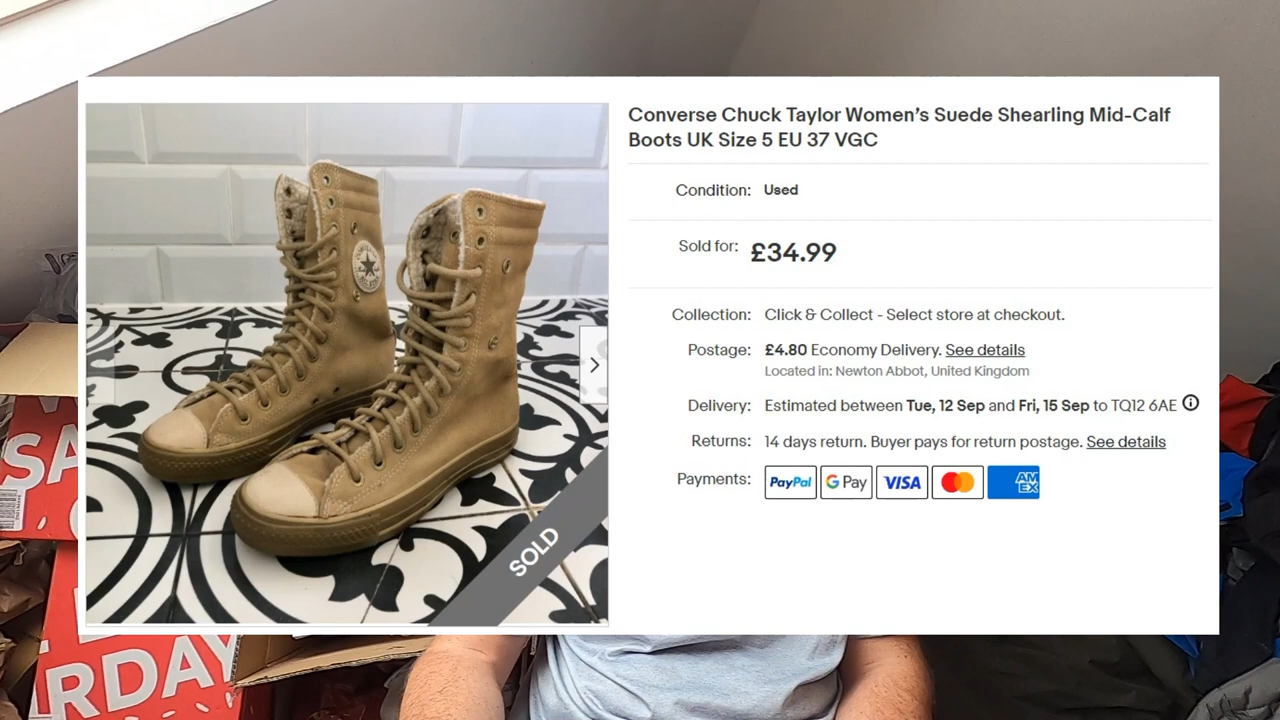 Converse Chuck Taylor Women's Suede Shearling Mid-Calf
Boots UK Size 5 EU 37 VGC
Condition: Used
Sold for: £34.99
Collection: Click & Collect - Select store at checkout.
Postage: £4.80 Economy Delivery. See details
Located in: Newton Abbot, United Kingdom
Delivery: Estimated between Tue, 12 Sep and Fri, 15 Sep to TQ12 6AE
Returns: 14 days return. Buyer pays for return postage. See details
Payments: PayPal G Pay VISA AM EX
SOLD
SA
RDAY